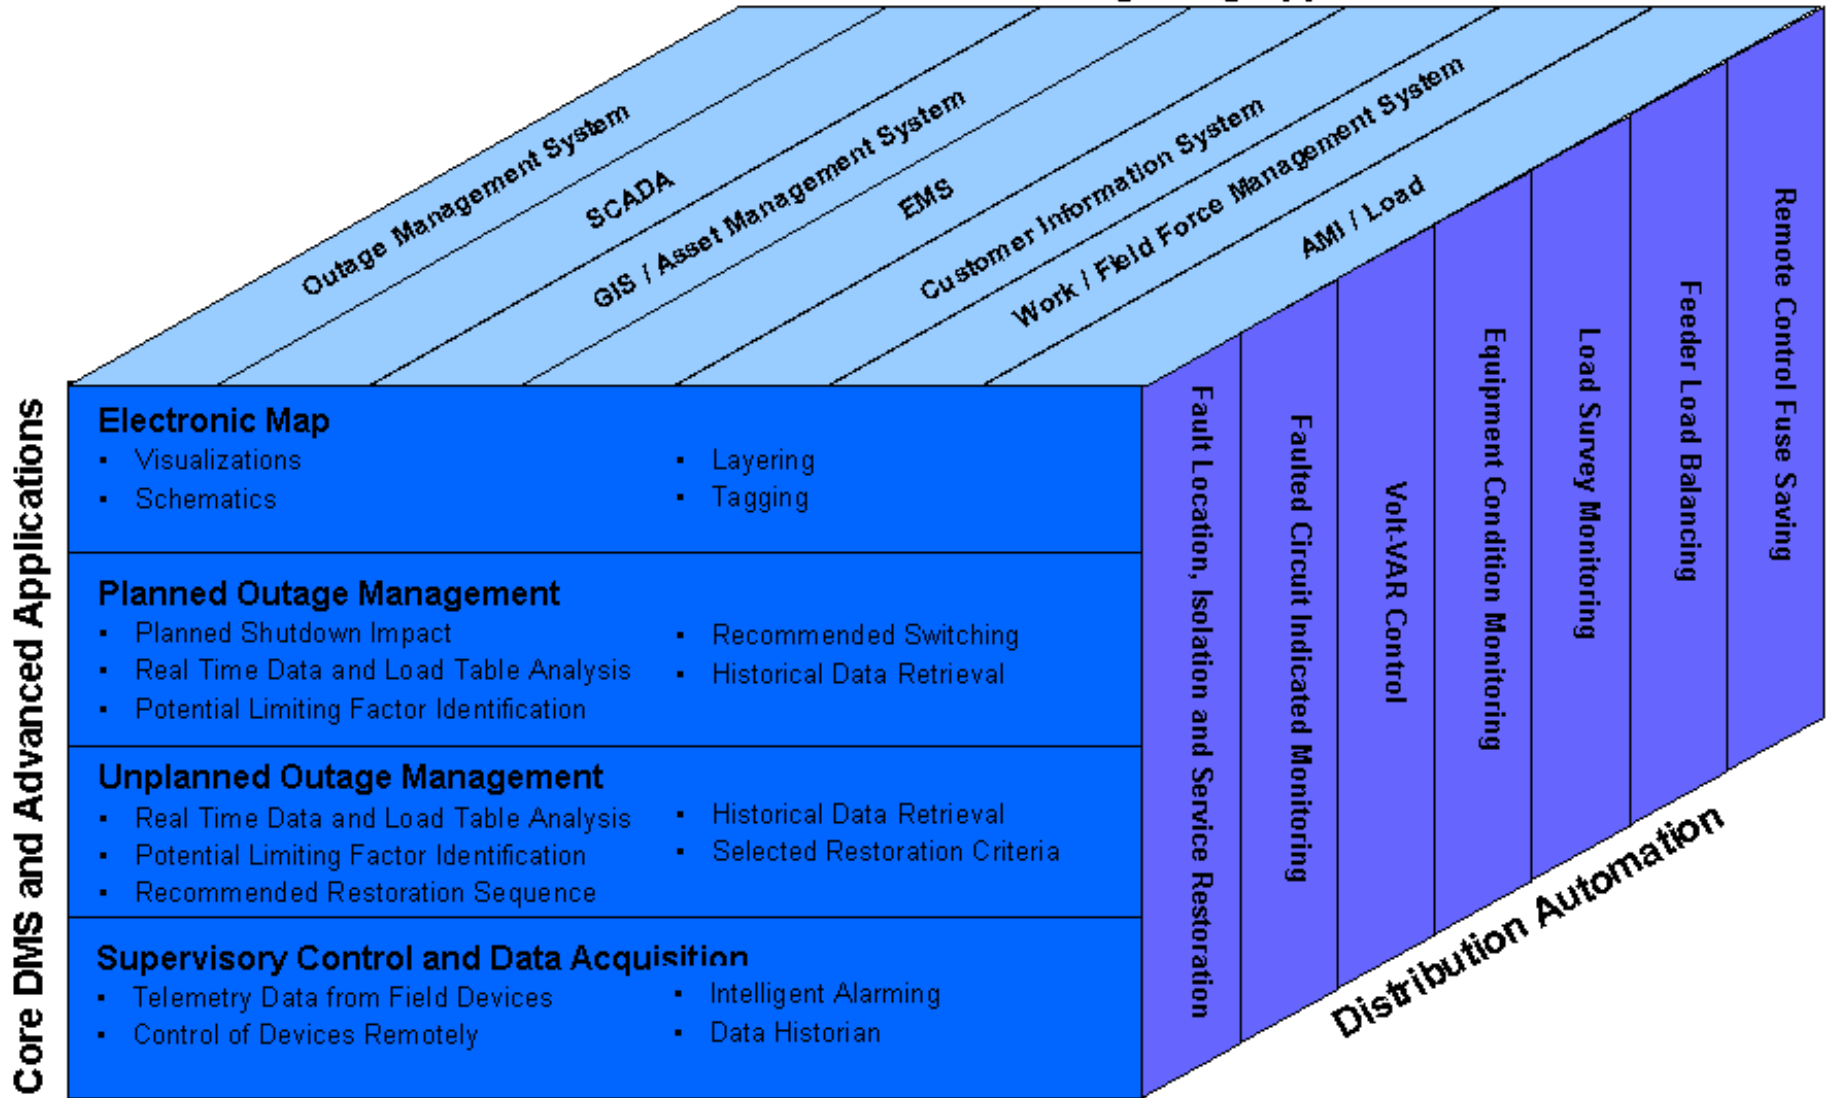 Outage Management System
SCADA
GIS / Asset Management System
EMS
Customer Information System
Work / Field Force Management System
AMI / Load
Core DMS and Advanced Applications
Electronic Map
▪ Visualizations
▪ Schematics
▪ Layering
▪ Tagging
Planned Outage Management
▪ Planned Shutdown Impact
▪ Real Time Data and Load Table Analysis
▪ Potential Limiting Factor Identification
▪ Recommended Switching
▪ Historical Data Retrieval
Unplanned Outage Management
▪ Real Time Data and Load Table Analysis
▪ Potential Limiting Factor Identification
▪ Recommended Restoration Sequence
▪ Historical Data Retrieval
▪ Selected Restoration Criteria
Supervisory Control and Data Acquisition
▪ Telemetry Data from Field Devices
▪ Control of Devices Remotely
▪ Intelligent Alarming
▪ Data Historian
Fault Location, Isolation and Service Restoration
Faulted Circuit Indicated Monitoring
Volt-VAR Control
Equipment Condition Monitoring
Load Survey Monitoring
Feeder Load Balancing
Remote Control Fuse Saving
Distribution Automation